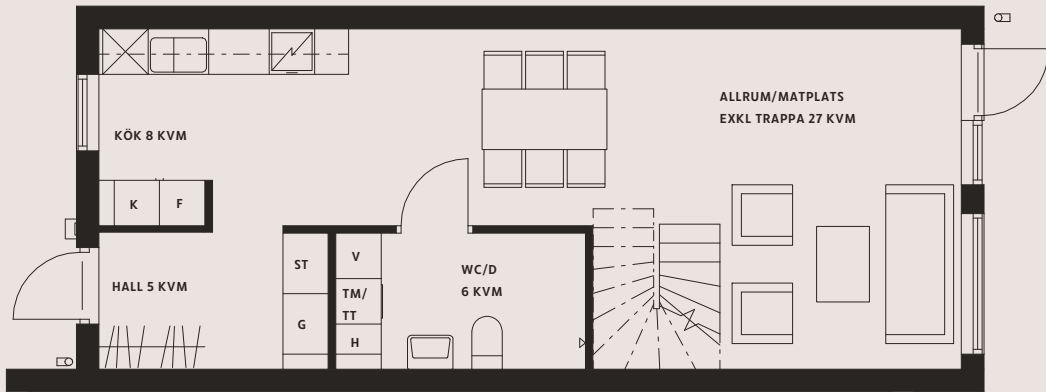 ALLRUM/MATPLATS
EXKL TRAPPA 27 KVM
KÖK 8 KVM
K
F
HALL 5 KVM
ST
G
V
TM/
TT
H
WC/D
6 KVM